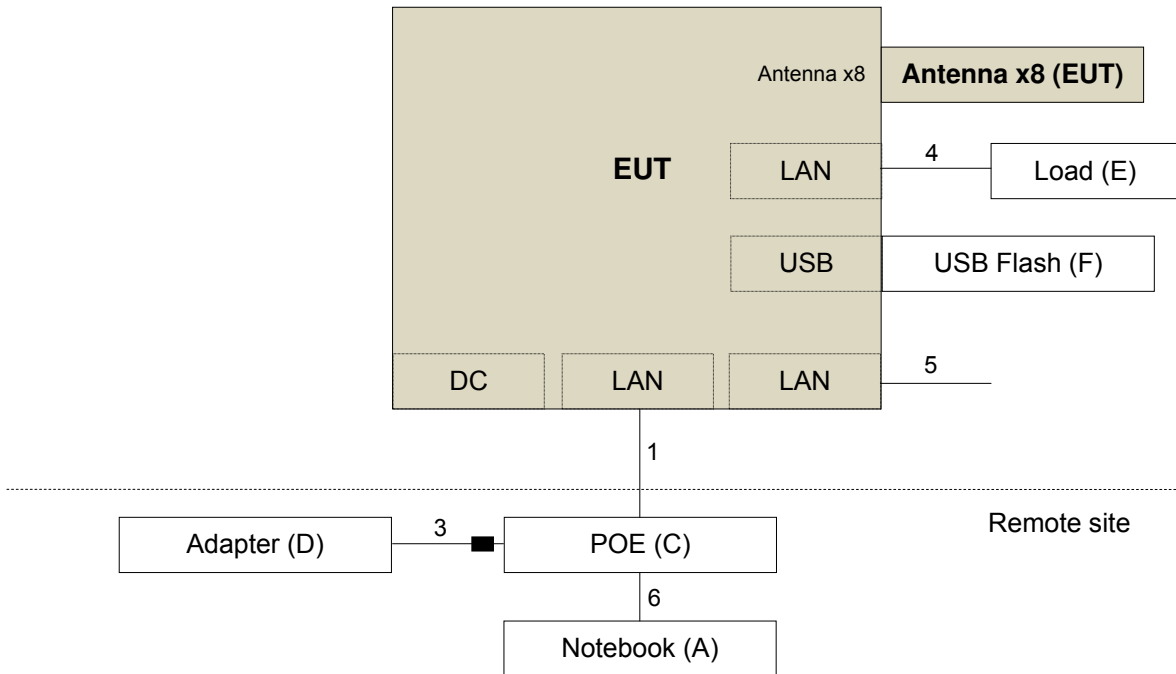 Antenna x8
Antenna x8 (EUT)
EUT
LAN
4
Load (E)
USB
USB Flash (F)
DC
LAN
LAN
5
1
Remote site
Adapter (D)
3
POE (C)
6
Notebook (A)